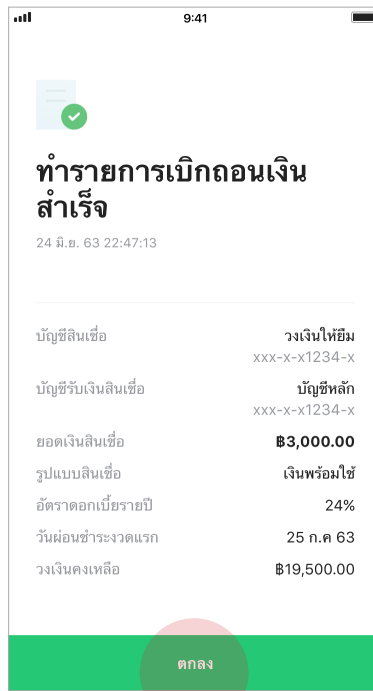 9:41
ทำรายการเบิกถอนเงิน
สำเร็จ
24 มิ.ย. 63 22:47:13
บัญชีสินเชื่อ วงเงินให้ยืม
xxx-x-x1234-x
บัญชีรับเงินสินเชื่อ บัญชีหลัก
xxx-x-x1234-x
ยอดเงินสินเชื่อ ฿3,000.00
รูปแบบสินเชื่อ เงินพร้อมใช้
อัตราดอกเบี้ยรายปี 24%
วันผ่อนชำระงวดแรก 25 ก.ค 63
วงเงินคงเหลือ ฿19,500.00
ตกลง